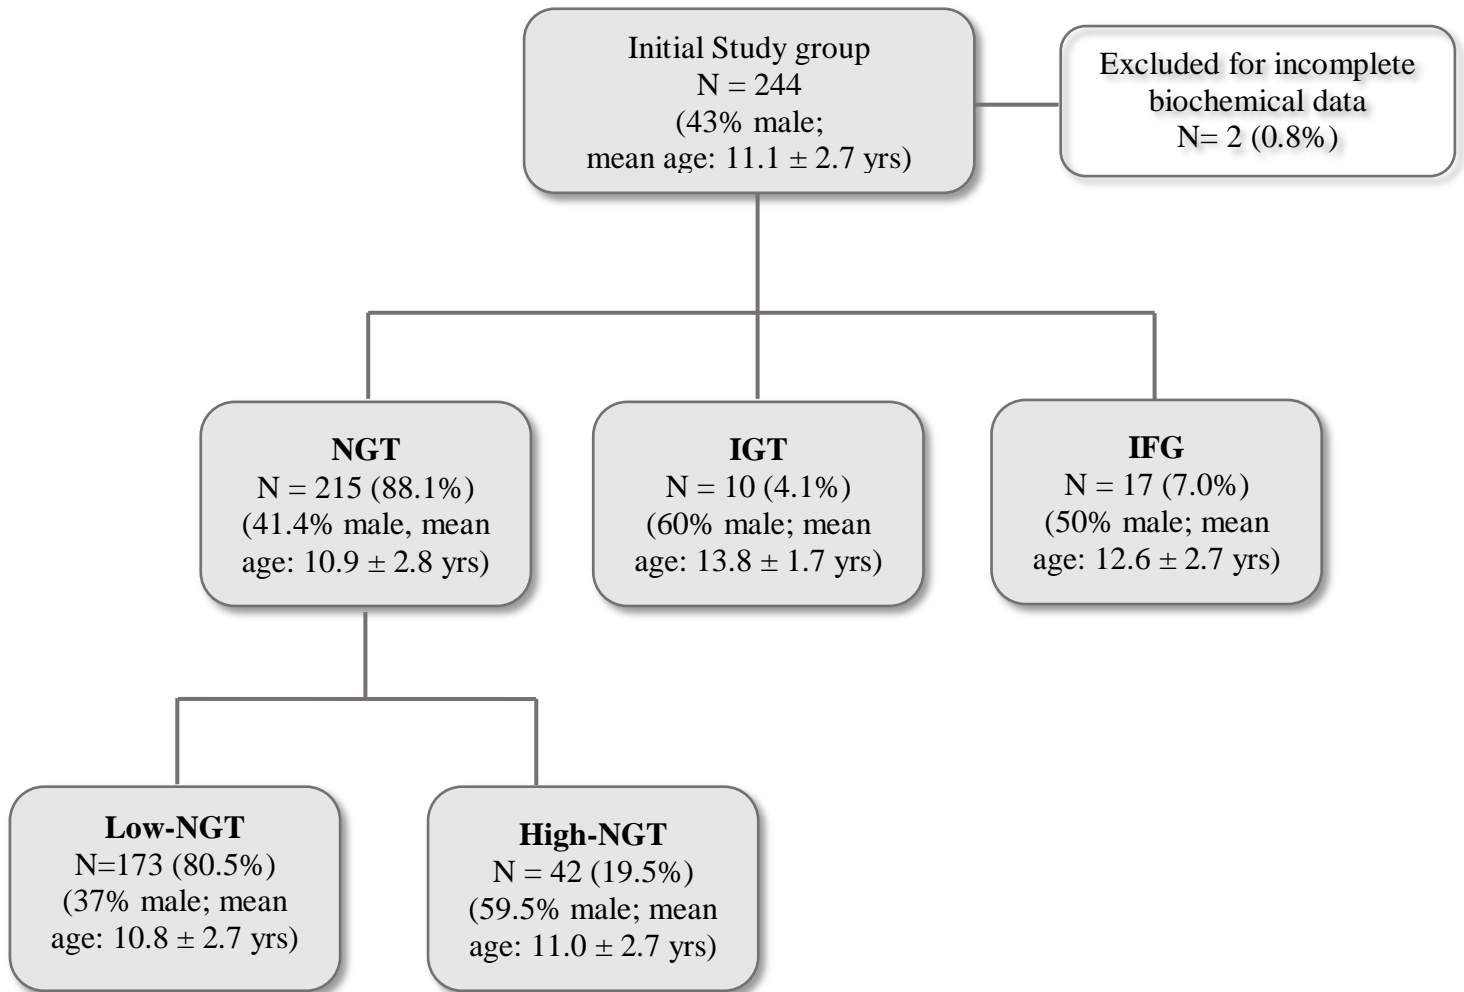 Initial Study group
N = 244
(43% male;
mean age: 11.1 ± 2.7 yrs)
Excluded for incomplete
biochemical data
N= 2 (0.8%)
NGT
N = 215 (88.1%)
(41.4% male, mean
age: 10.9 ± 2.8 yrs)
IGT
N = 10 (4.1%)
(60% male; mean
age: 13.8 ± 1.7 yrs)
IFG
N = 17 (7.0%)
(50% male; mean
age: 12.6 ± 2.7 yrs)
Low-NGT
N=173 (80.5%)
(37% male; mean
age: 10.8 ± 2.7 yrs)
High-NGT
N = 42 (19.5%)
(59.5% male; mean
age: 11.0 ± 2.7 yrs)